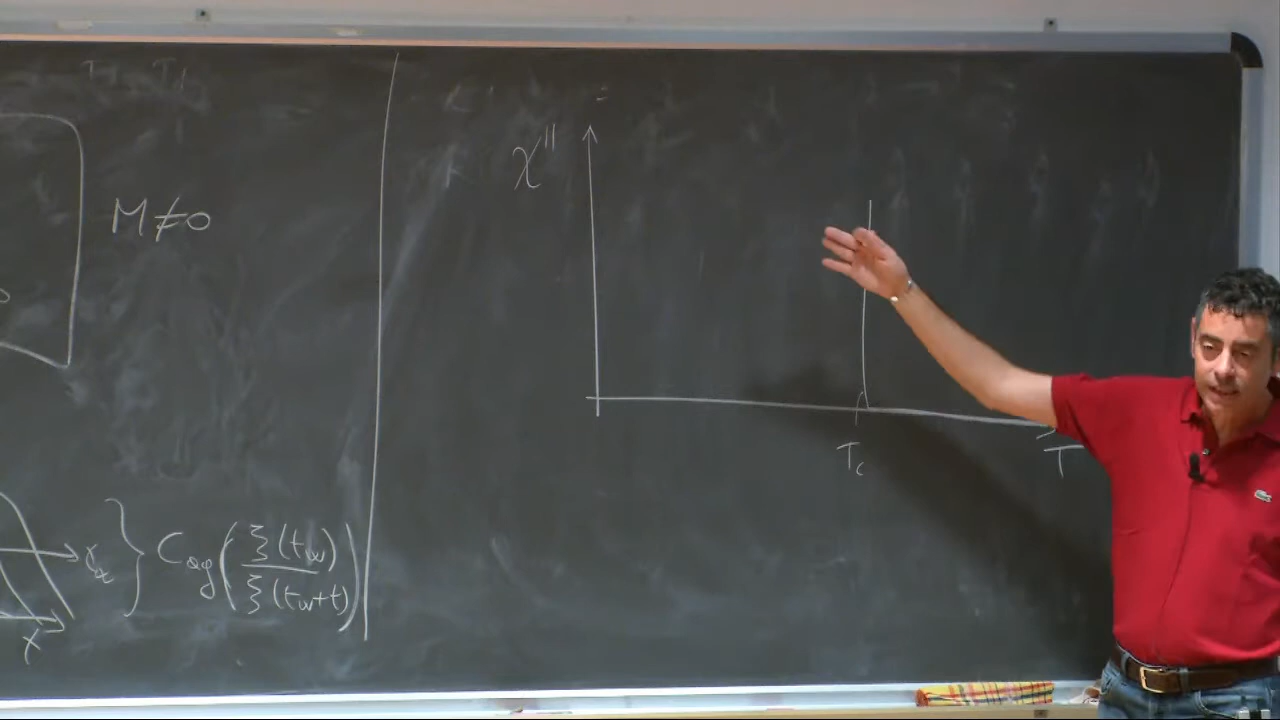 M≠0
x
} C_ag(ξ(t_w)/ξ(t_w+t))
χ''
T_c
T